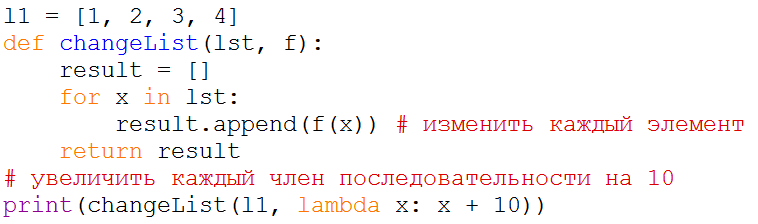 l1 = [1, 2, 3, 4]
def changeList(lst, f):
    result = []
    for x in lst:
        result.append(f(x)) # изменить каждый элемент
    return result
# увеличить каждый член последовательности на 10
print(changeList(l1, lambda x: x + 10))